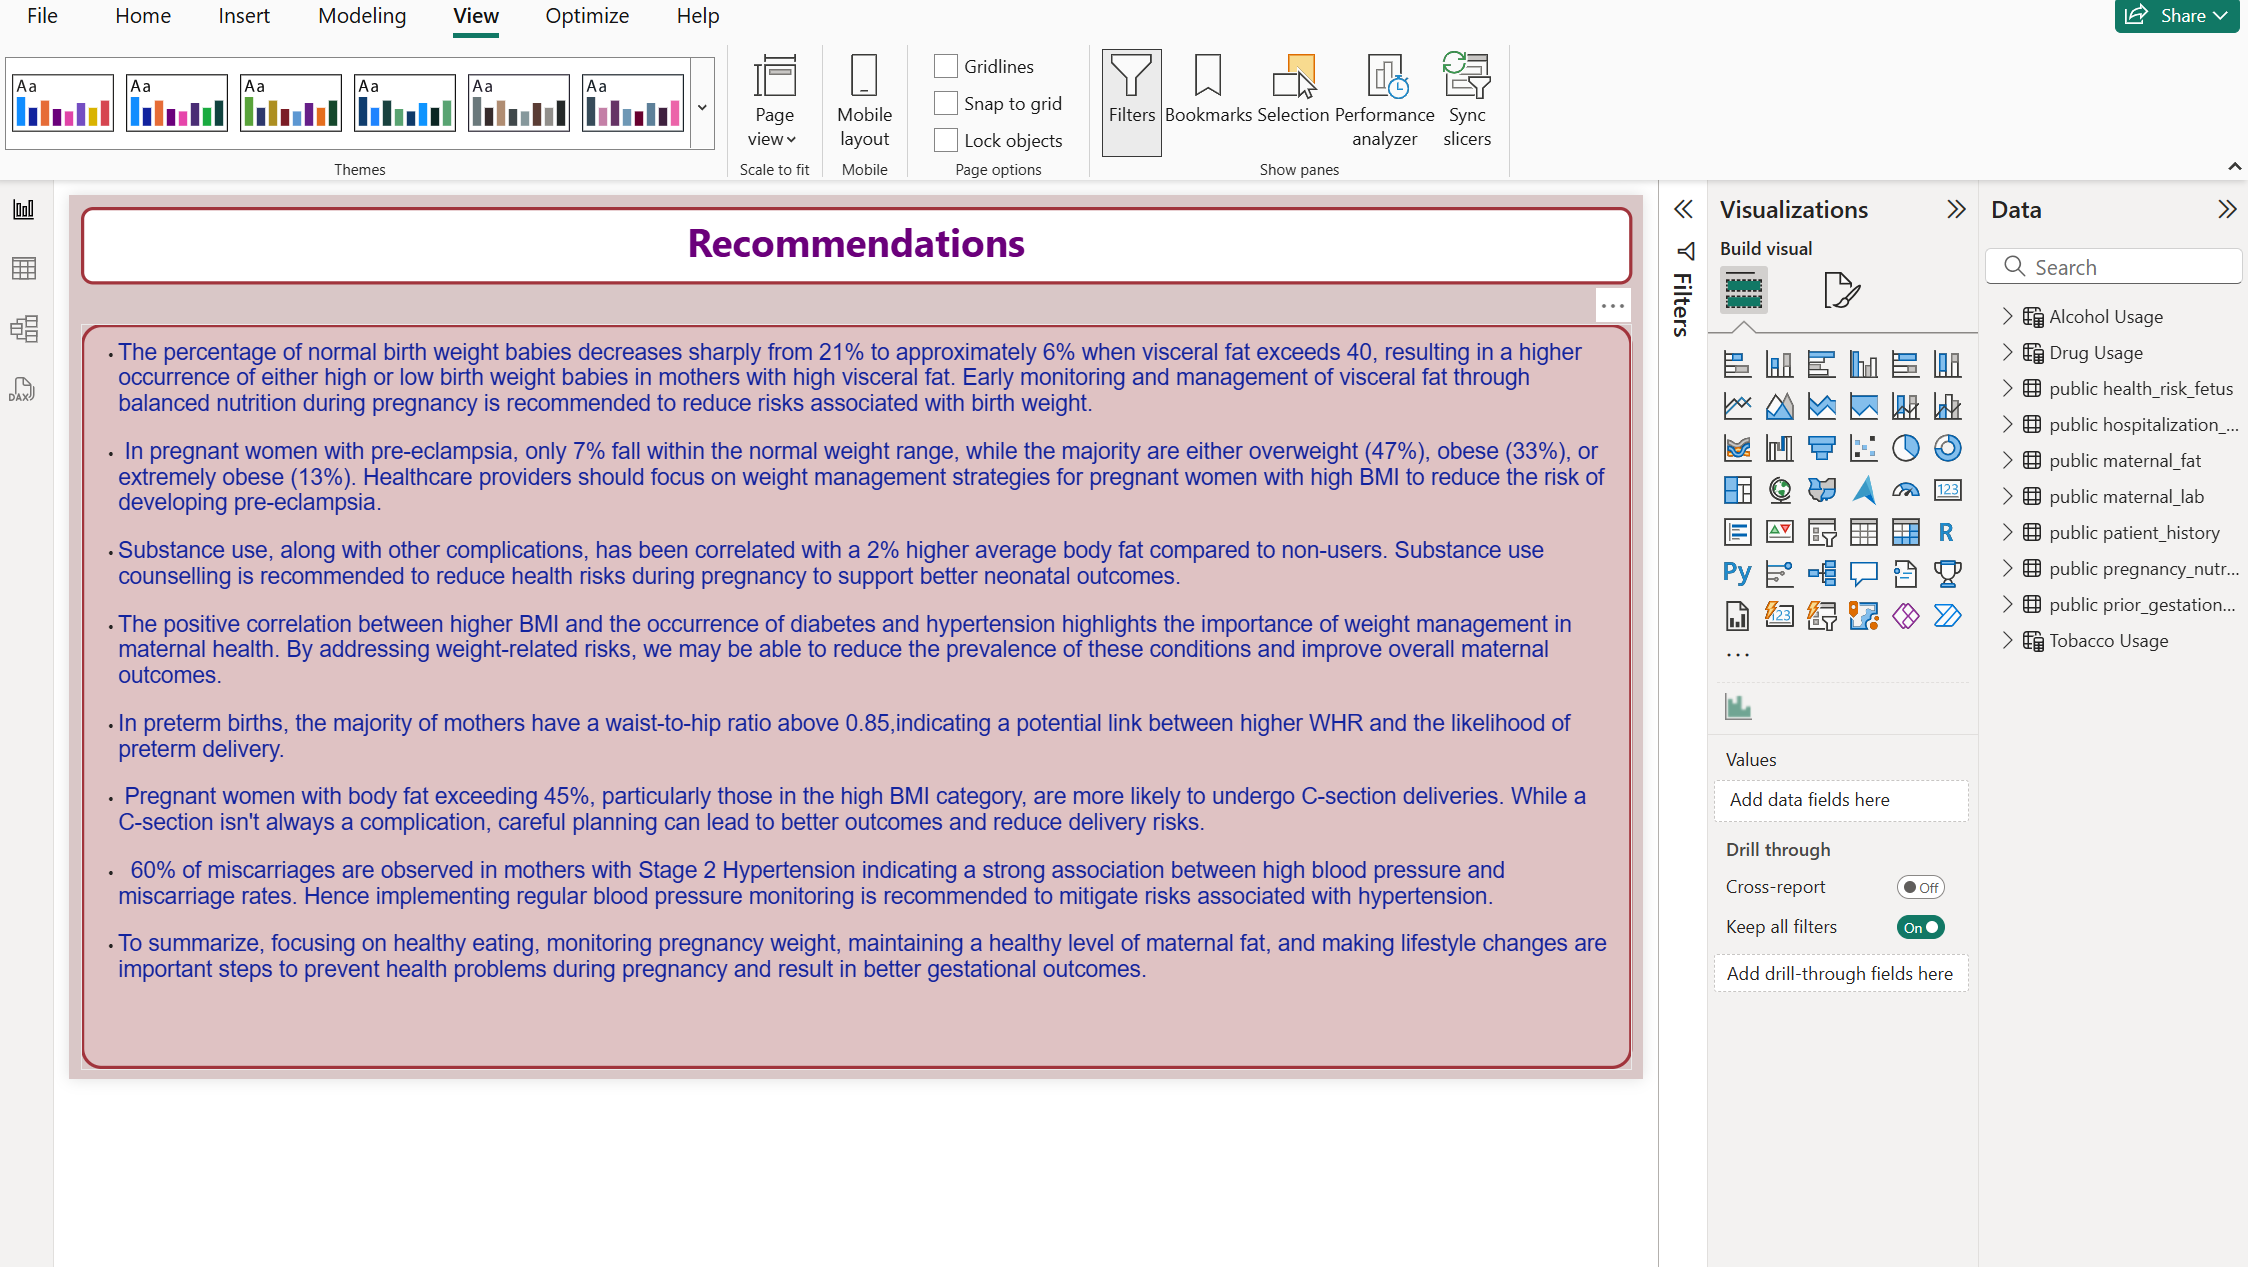 File Home Insert Modeling View Optimize Help Share
Aa Aa Aa Aa Aa Aa
Themes
Page view
Scale to fit
Mobile layout
Mobile
Gridlines
Snap to grid
Lock objects
Page options
Filters
Bookmarks
Selection
Performance analyzer
Sync slicers
Show panes
DAX
Recommendations
• The percentage of normal birth weight babies decreases sharply from 21% to approximately 6% when visceral fat exceeds 40, resulting in a higher
occurrence of either high or low birth weight babies in mothers with high visceral fat. Early monitoring and management of visceral fat through
balanced nutrition during pregnancy is recommended to reduce risks associated with birth weight.
• In pregnant women with pre-eclampsia, only 7% fall within the normal weight range, while the majority are either overweight (47%), obese (33%), or
extremely obese (13%). Healthcare providers should focus on weight management strategies for pregnant women with high BMI to reduce the risk of
developing pre-eclampsia.
• Substance use, along with other complications, has been correlated with a 2% higher average body fat compared to non-users. Substance use
counselling is recommended to reduce health risks during pregnancy to support better neonatal outcomes.
• The positive correlation between higher BMI and the occurrence of diabetes and hypertension highlights the importance of weight management in
maternal health. By addressing weight-related risks, we may be able to reduce the prevalence of these conditions and improve overall maternal
outcomes.
• In preterm births, the majority of mothers have a waist-to-hip ratio above 0.85,indicating a potential link between higher WHR and the likelihood of
preterm delivery.
• Pregnant women with body fat exceeding 45%, particularly those in the high BMI category, are more likely to undergo C-section deliveries. While a
C-section isn't always a complication, careful planning can lead to better outcomes and reduce delivery risks.
• 60% of miscarriages are observed in mothers with Stage 2 Hypertension indicating a strong association between high blood pressure and
miscarriage rates. Hence implementing regular blood pressure monitoring is recommended to mitigate risks associated with hypertension.
• To summarize, focusing on healthy eating, monitoring pregnancy weight, maintaining a healthy level of maternal fat, and making lifestyle changes are
important steps to prevent health problems during pregnancy and result in better gestational outcomes.
Filters
Visualizations
Build visual
123
R
Py
123
Values
Add data fields here
Drill through
Cross-report Off
Keep all filters On
Add drill-through fields here
Data
Search
Alcohol Usage
Drug Usage
public health_risk_fetus
public hospitalization_...
public maternal_fat
public maternal_lab
public patient_history
public pregnancy_nutr...
public prior_gestation...
Tobacco Usage